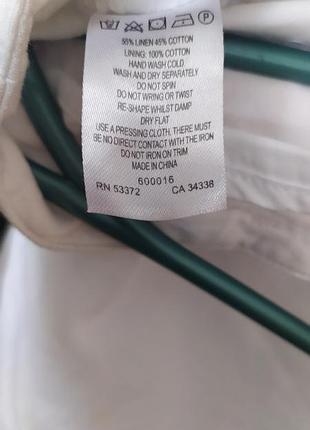 55% LINEN 45% COTTON
LINING: 100% COTTON
HAND WASH COLD
WASH AND DRY SEPARATELY
DO NOT SPIN
DO NOT WRING OR TWIST
RE-SHAPE WHILST DAMP
DRY FLAT
USE A PRESSING CLOTH. THERE MUST
BE NO DIRECT CONTACT WITH THE IRON
DO NOT IRON ON TRIM
MADE IN CHINA
600016
RN 53372 CA 34338